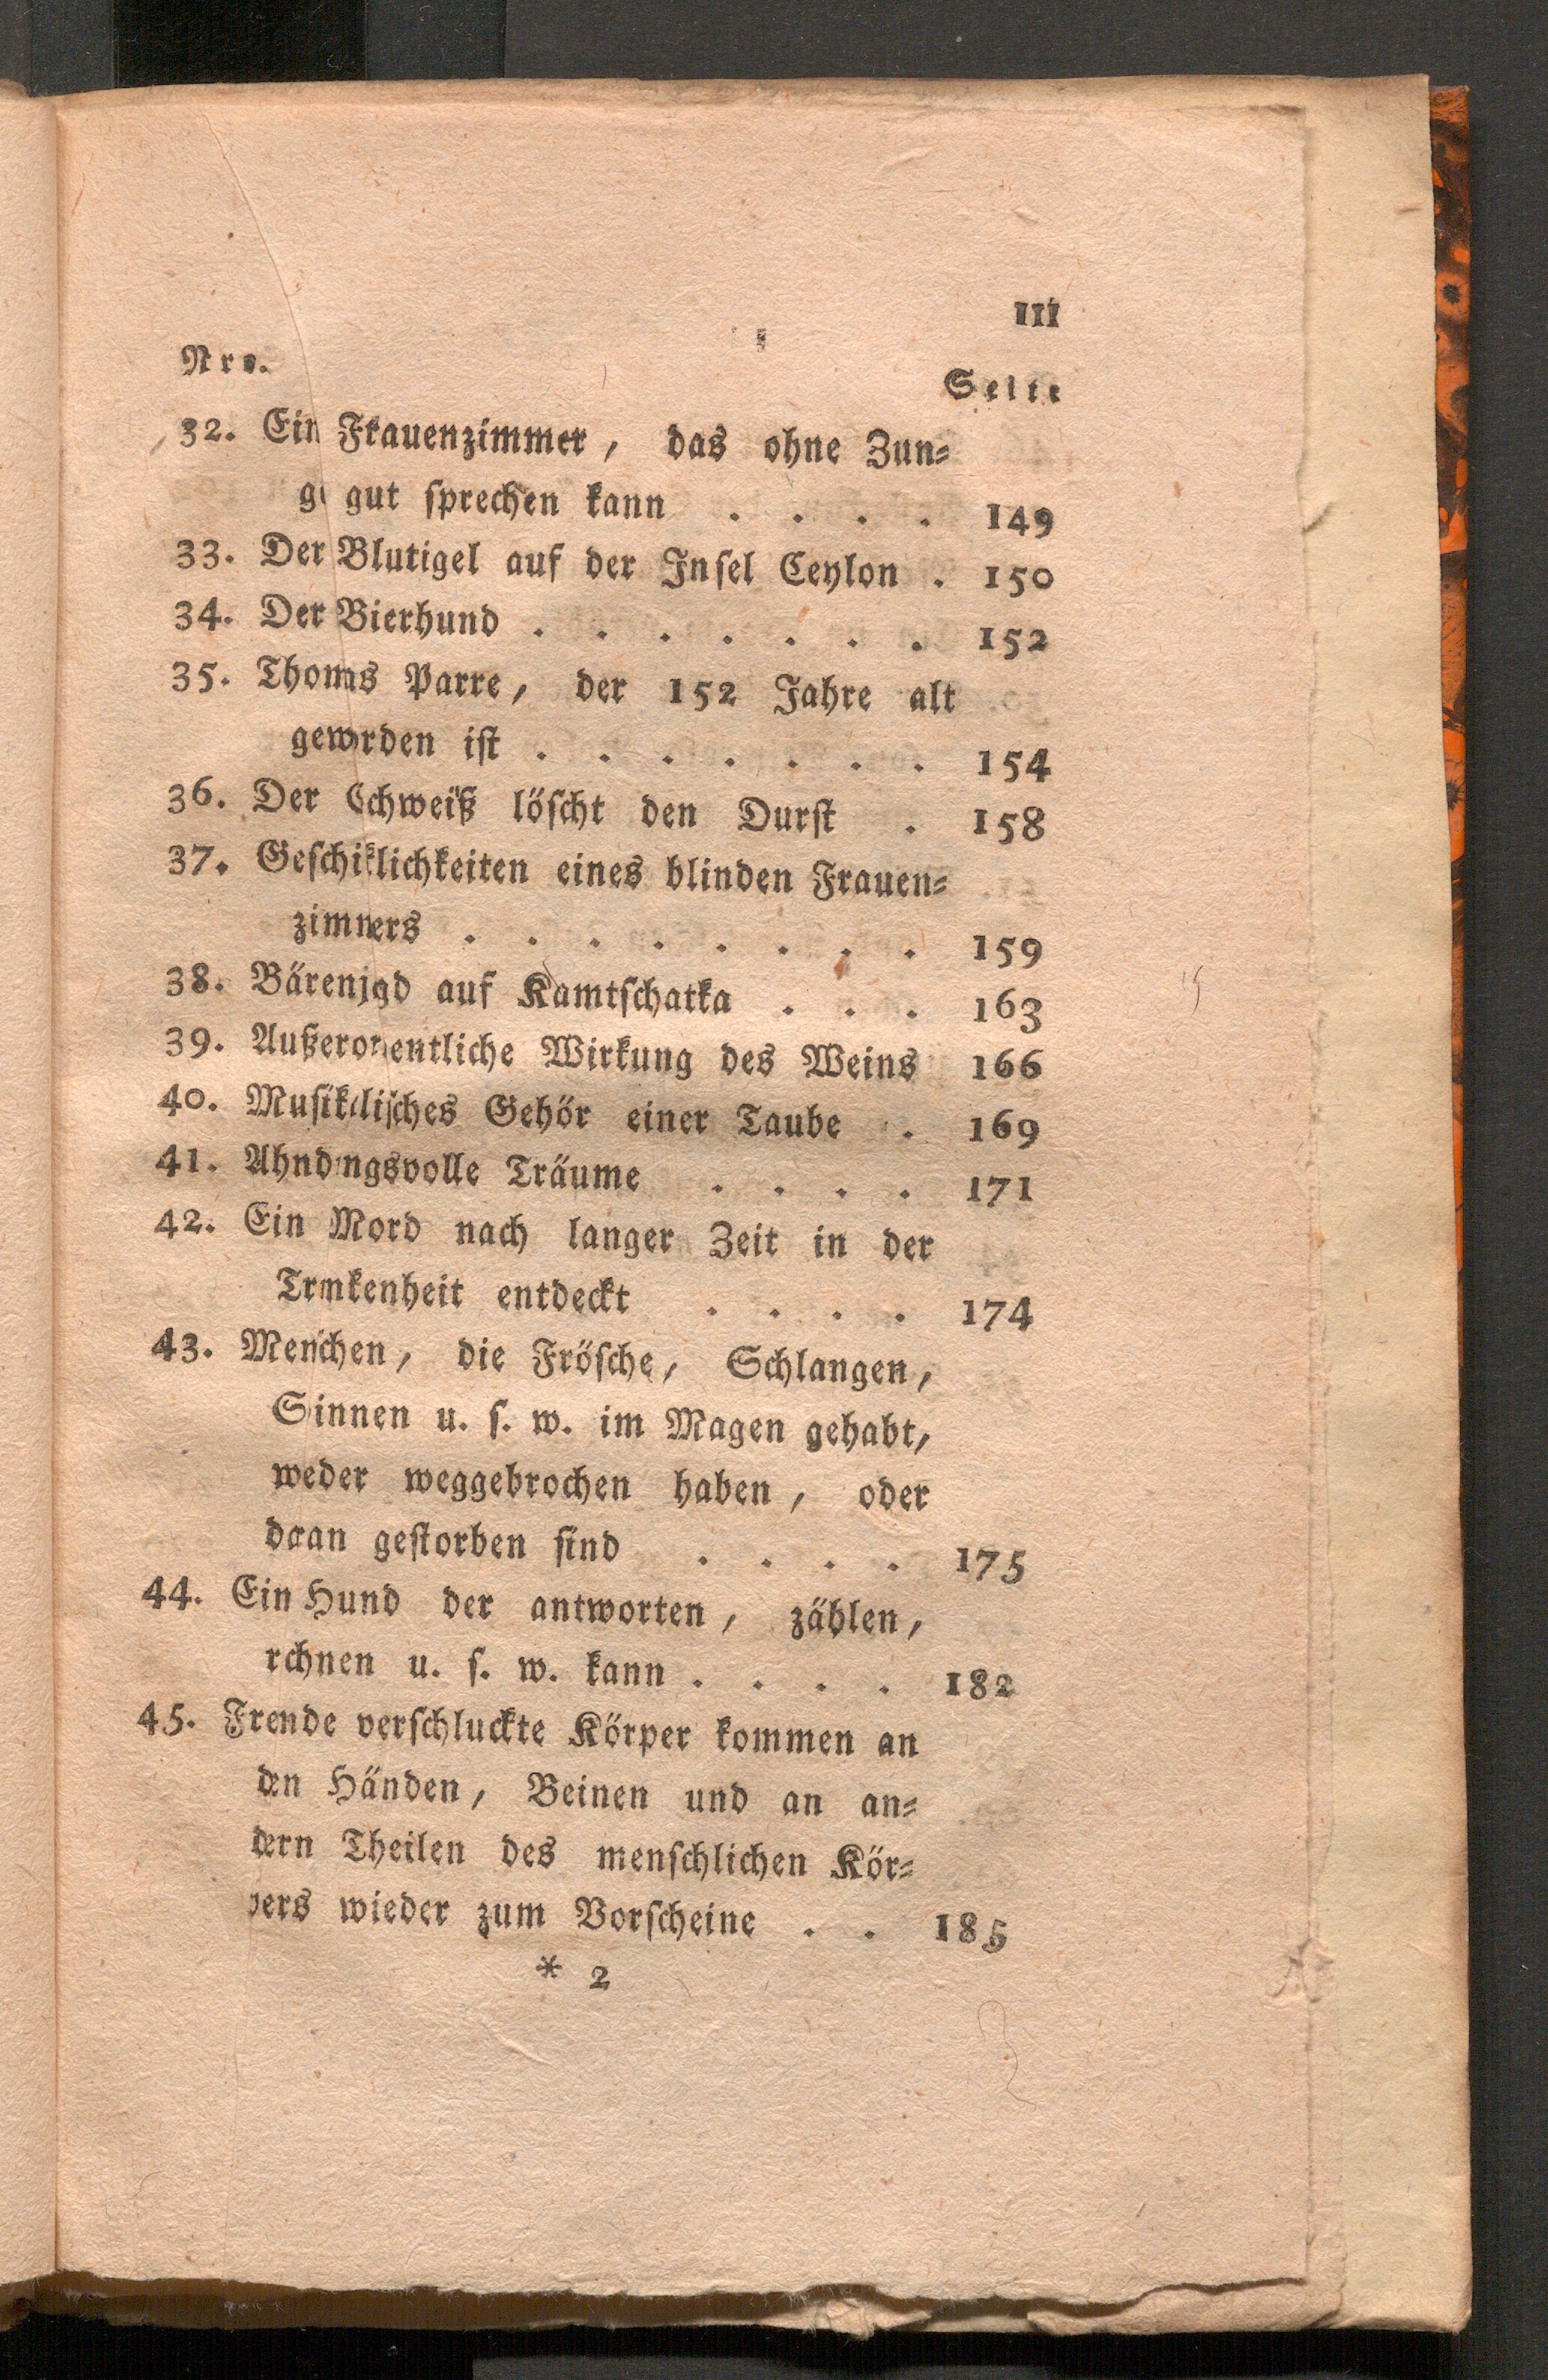 III
Nro.
Seite
32. Ein Frauenzimmer, das ohne Zun⸗
ge gut sprechen kann . . . . 149
33. Der Blutigel auf der Insel Ceylon . 150
34. Der Bierhund . . . . . . . 152
35. Thoms Parre, der 152 Jahre alt
geworden ist . . . . . . . 154
36. Der Schweiß löscht den Durst . 158
37. Geschiklichkeiten eines blinden Frauen⸗
zimmers . . . . . . . . 159
38. Bärenjagd auf Kamtschatka . . . 163
39. Außerordentliche Wirkung des Weins 166
40. Musikalisches Gehör einer Taube . 169
41. Ahndungsvolle Träume . . . . 171
42. Ein Mord nach langer Zeit in der
Trunkenheit entdeckt . . . . 174
43. Menschen, die Frösche, Schlangen,
Spinnen u. s. w. im Magen gehabt,
weder weggebrochen haben, oder
daran gestorben sind . . . . 175
44. Ein Hund der antworten, zählen,
rechnen u. s. w. kann . . . . 182
45. Fremde verschluckte Körper kommen an
den Händen, Beinen und an an⸗
dern Theilen des menschlichen Kör⸗
pers wieder zum Vorscheine . . 185
* 2